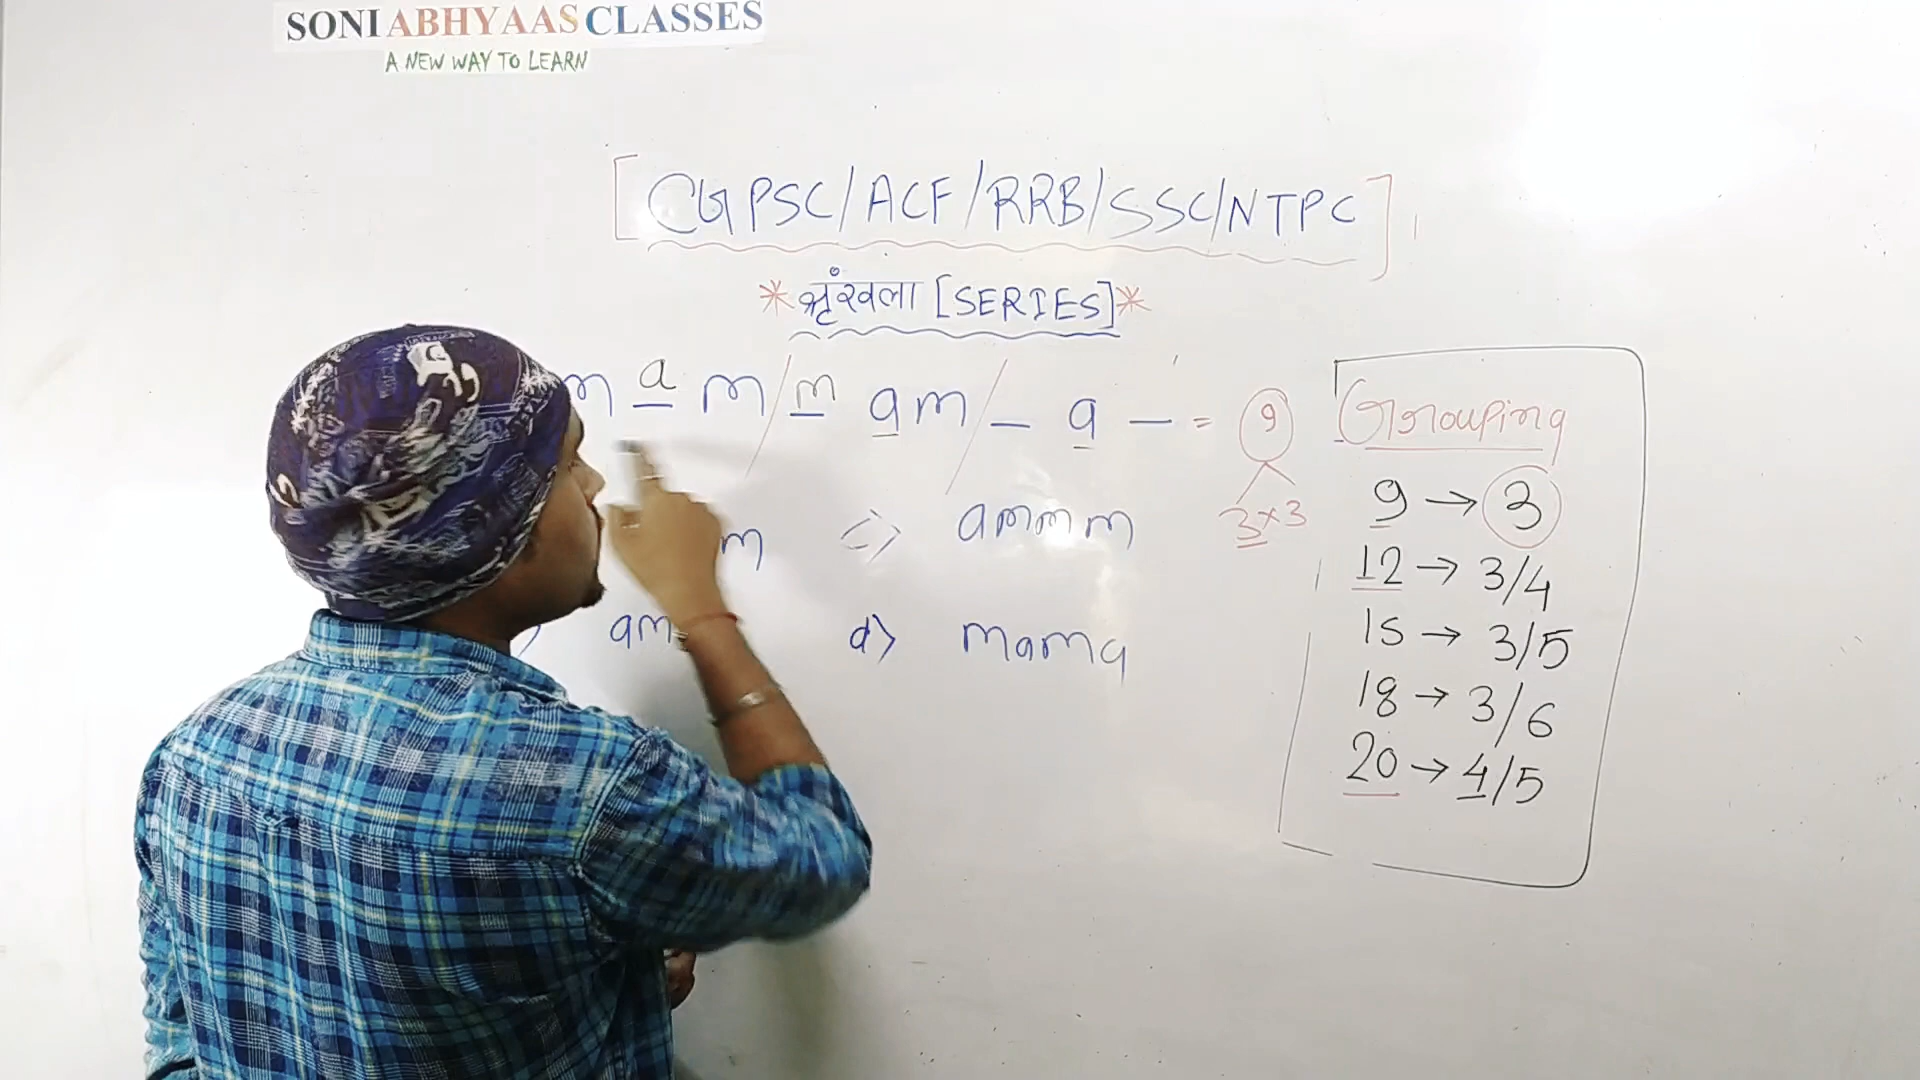 SONI ABHYAAS CLASSES
A NEW WAY TO LEARN
[CGPSC/ACF/RRB/SSC/NTPC]
*श्रृंखला [SERIES]*
m a m / m a m / _ a _ = 9
3×3
m c) ammm
am d) mama
Grouping
9 → 3
12 → 3/4
15 → 3/5
18 → 3/6
20 → 4/5